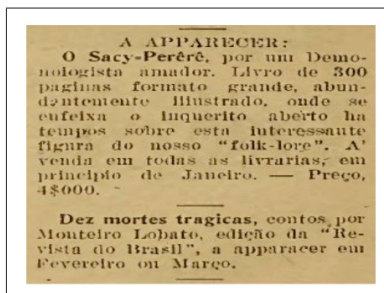 A APPARECER:
O Sacy-Perêrê, por um Demo-
nologista amador. Livro de 300
paginas formato grande, abun-
dantemente illustrado, onde se
enfeixa o inquerito aberto ha
tempos sobre esta interessante
figura do nosso "folk-lore". A'
venda em todas as livrarias, em
principio de Janeiro. — Preço,
4$000.
Dez mortes tragicas, contos por
Monteiro Lobato, edição da "Re-
vista do Brasil", a apparecer em
Fevereiro ou Março.